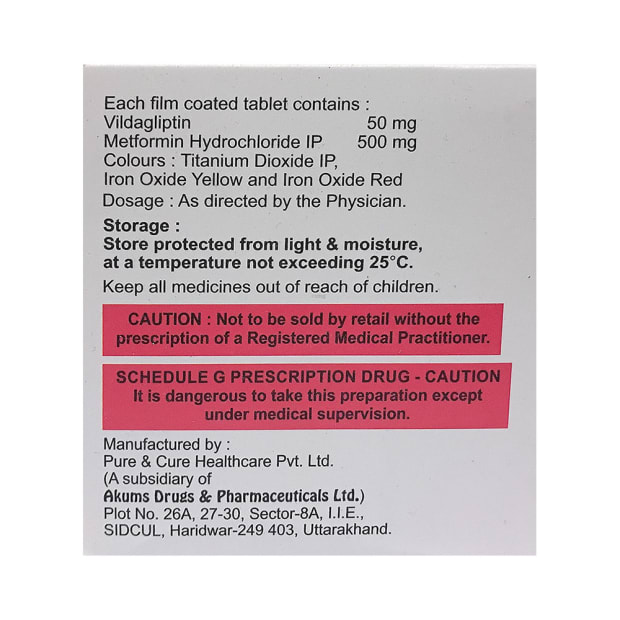 Each film coated tablet contains :
Vildagliptin 50 mg
Metformin Hydrochloride IP 500 mg
Colours : Titanium Dioxide IP,
Iron Oxide Yellow and Iron Oxide Red
Dosage : As directed by the Physician.
Storage :
Store protected from light & moisture,
at a temperature not exceeding 25°C.
Keep all medicines out of reach of children.
CAUTION : Not to be sold by retail without the
prescription of a Registered Medical Practitioner.
SCHEDULE G PRESCRIPTION DRUG - CAUTION
It is dangerous to take this preparation except
under medical supervision.
Manufactured by :
Pure & Cure Healthcare Pvt. Ltd.
(A subsidiary of
Akums Drugs & Pharmaceuticals Ltd.)
Plot No. 26A, 27-30, Sector-8A, I.I.E.,
SIDCUL, Haridwar-249 403, Uttarakhand.